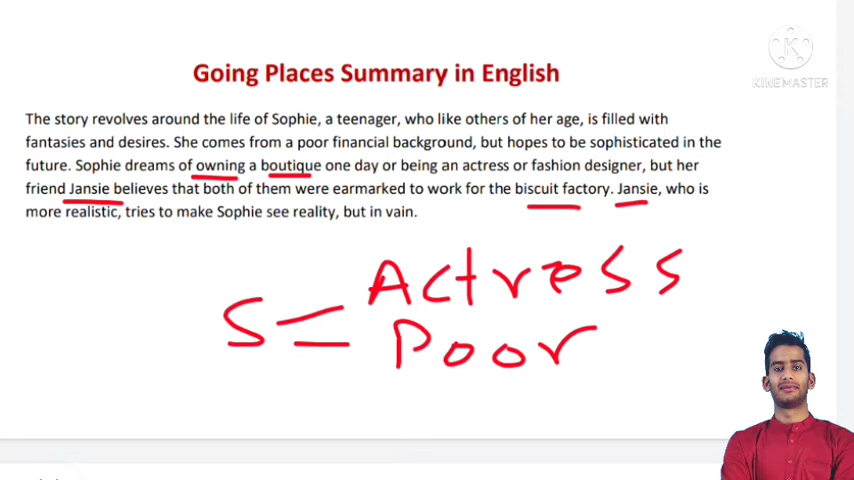 KINEMASTER
Going Places Summary in English
The story revolves around the life of Sophie, a teenager, who like others of her age, is filled with
fantasies and desires. She comes from a poor financial background, but hopes to be sophisticated in the
future. Sophie dreams of owning a boutique one day or being an actress or fashion designer, but her
friend Jansie believes that both of them were earmarked to work for the biscuit factory. Jansie, who is
more realistic, tries to make Sophie see reality, but in vain.
Actress
S =
Poor